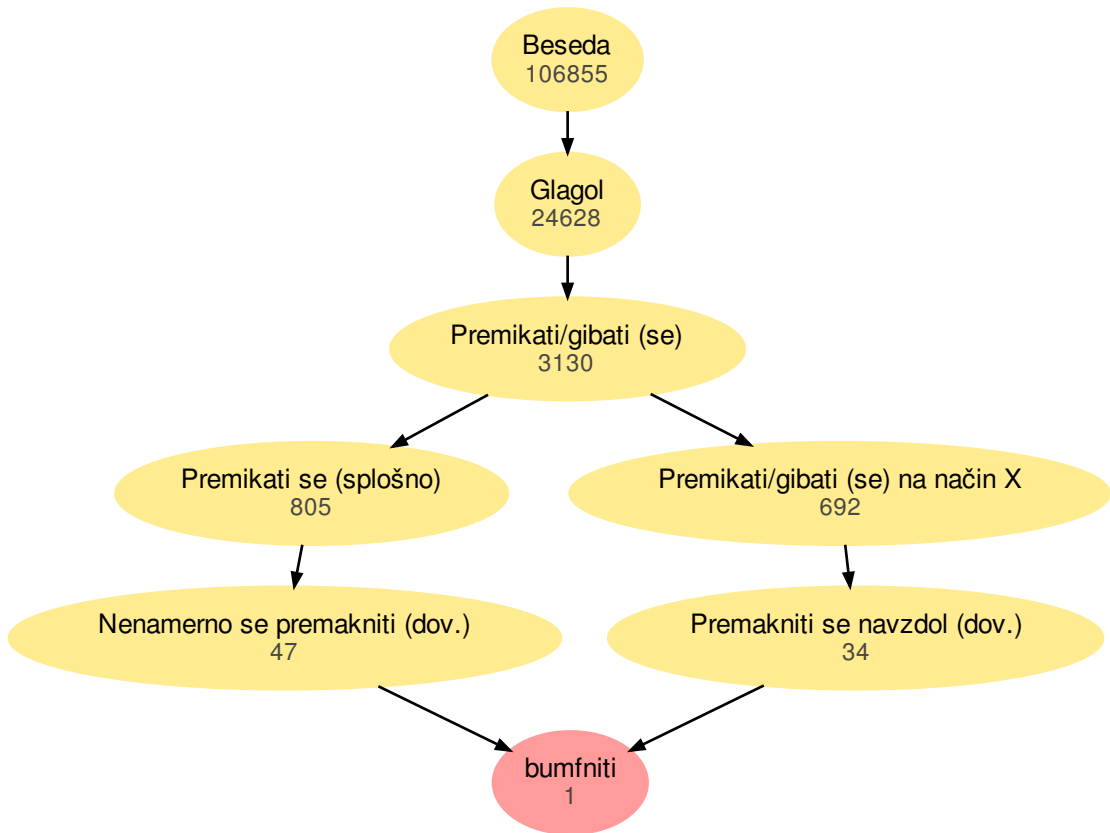 Beseda
106855
Glagol
24628
Premikati/gibati (se)
3130
Premikati se (splošno)
805
Premikati/gibati (se) na način X
692
Nenamerno se premakniti (dov.)
47
Premakniti se navzdol (dov.)
34
bumfniti
1